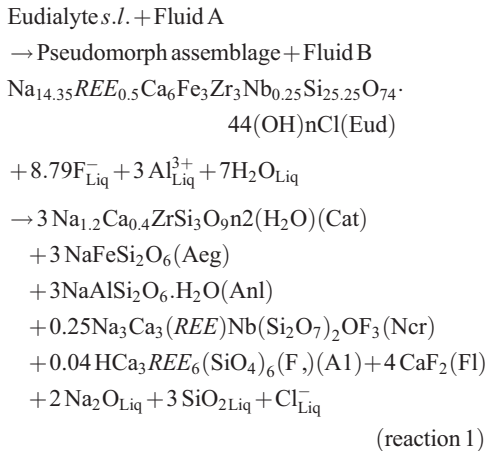 Eudialyte s.l. + Fluid A
→ Pseudomorph assemblage + Fluid B
Na₁₄.₃₅REE₀.₅Ca₆Fe₃Zr₃Nb₀.₂₅Si₂₅.₂₅O₇₄·
44(OH)nCl(Eud)
+ 8.79F⁻Liq + 3 Al³⁺Liq + 7H₂OLiq
→ 3 Na₁.₂Ca₀.₄ZrSi₃O₉n2(H₂O)(Cat)
+ 3 NaFeSi₂O₆(Aeg)
+ 3NaAlSi₂O₆.H₂O(Anl)
+ 0.25Na₃Ca₃(REE)Nb(Si₂O₇)₂OF₃(Ncr)
+ 0.04 HCa₃REE₆(SiO₄)₆(F,)(A1) + 4 CaF₂(Fl)
+ 2 Na₂OLiq + 3 SiO₂Liq + Cl⁻Liq
(reaction 1)